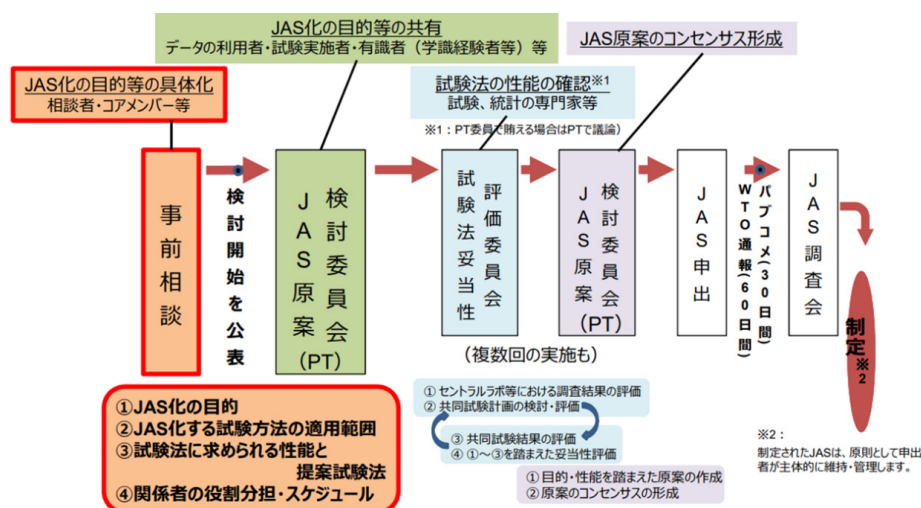 JAS化の目的等の共有
データの利用者・試験実施者・有識者（学識経験者等）等
JAS原案のコンセンサス形成
JAS化の目的等の具体化
相談者・コアメンバー等
試験法の性能の確認※1
試験、統計の専門家等
※1：PT委員で賄える場合はPTで議論）
事前相談
検討開始を公表
JAS原案
検討委員会
(PT)
試験法妥当性
評価委員会
JAS原案
検討委員会
(PT)
JAS申出
WTO通報(60日間)
パブコメ(30日間)
JAS調査会
制定※2
(複数回の実施も)
①JAS化の目的
②JAS化する試験方法の適用範囲
③試験法に求められる性能と
提案試験法
④関係者の役割分担・スケジュール
① セントラルラボ等における調査結果の評価
② 共同試験計画の検討・評価
③ 共同試験結果の評価
④ ①～③を踏まえた妥当性評価
① 目的・性能を踏まえた原案の作成
② 原案のコンセンサスの形成
※2：
制定されたJASは、原則として申出
者が主体的に維持・管理します。